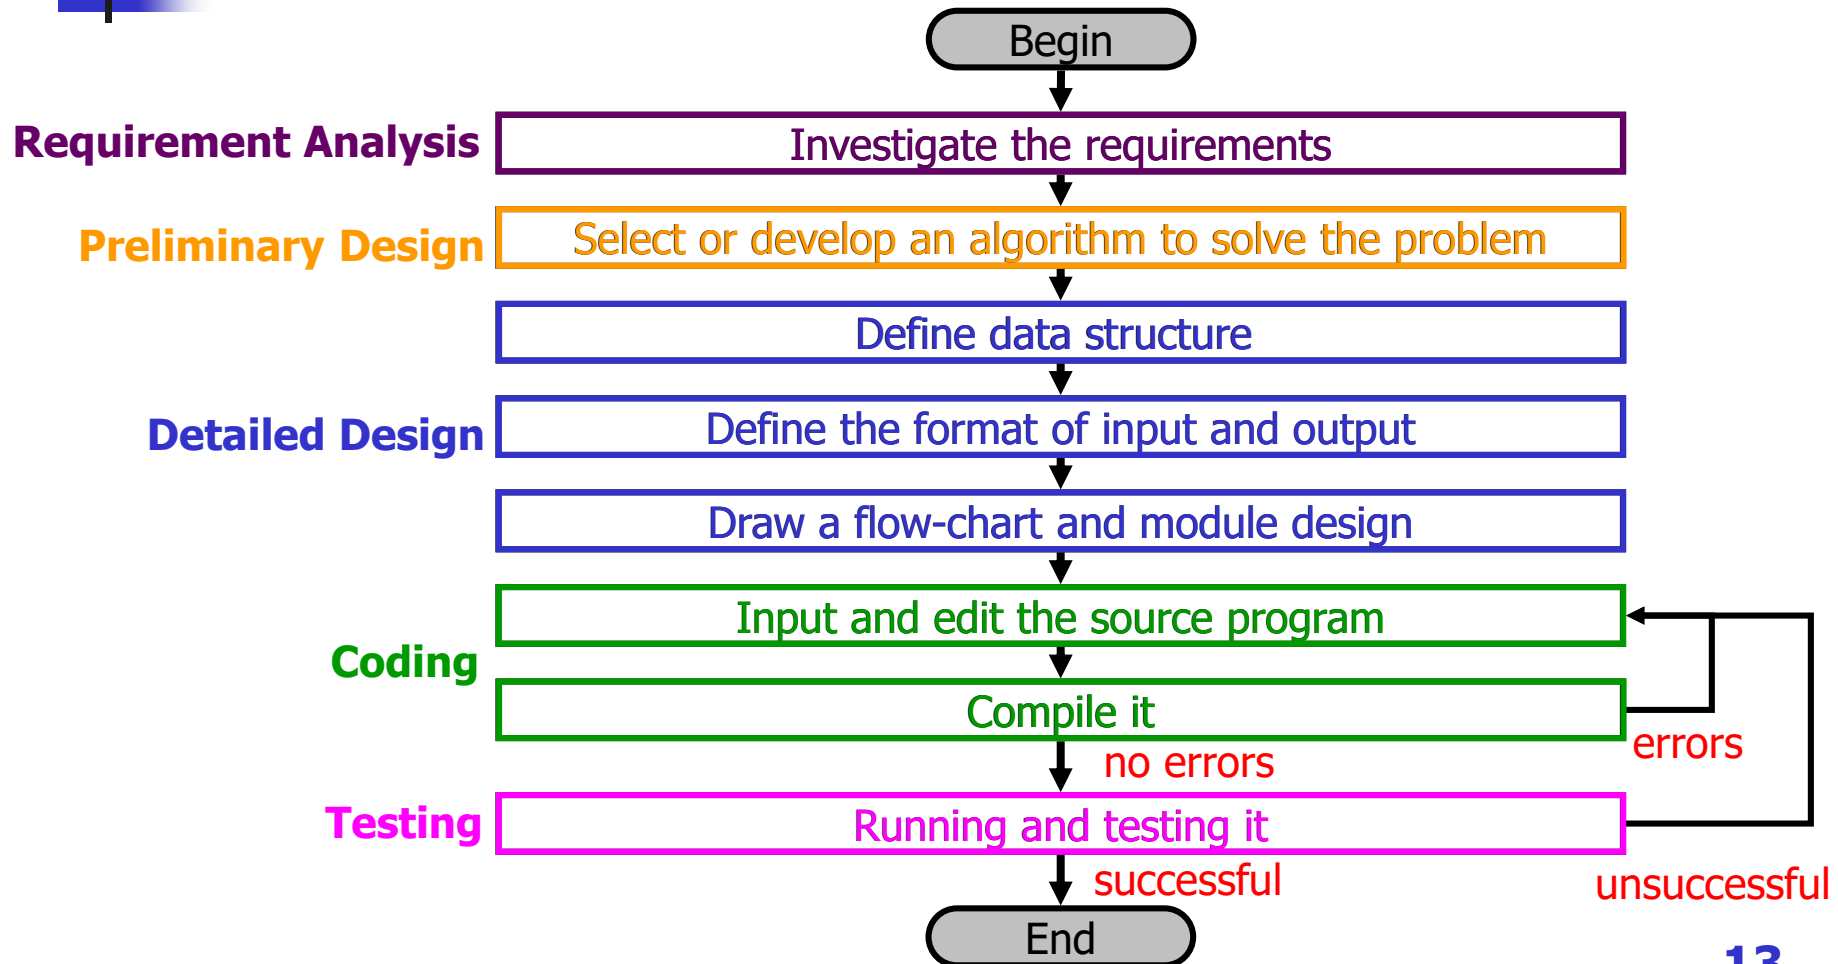 Begin
Requirement Analysis
Investigate the requirements
Preliminary Design
Select or develop an algorithm to solve the problem
Define data structure
Detailed Design
Define the format of input and output
Draw a flow-chart and module design
Input and edit the source program
Coding
Compile it
errors
no errors
Testing
Running and testing it
successful
unsuccessful
End
13